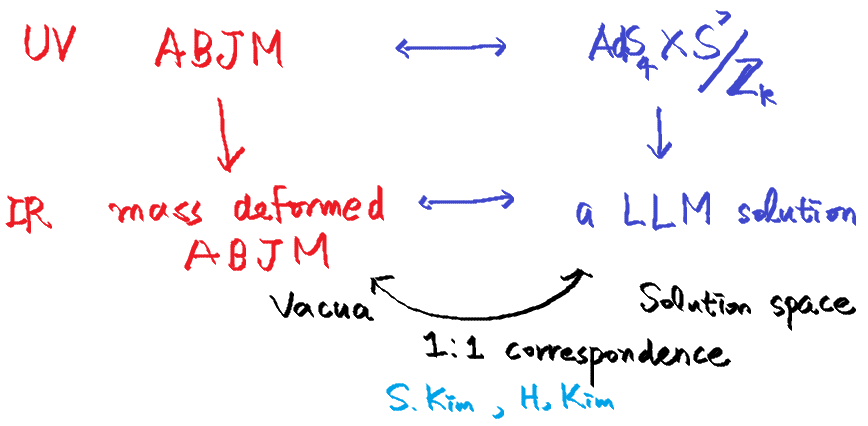 UV ABJM ↔ AdS₄ × S⁷/Zₖ
IR mass deformed ABJM ↔ a LLM solution
Vacua Solution space
1:1 correspondence
S. Kim, H. Kim